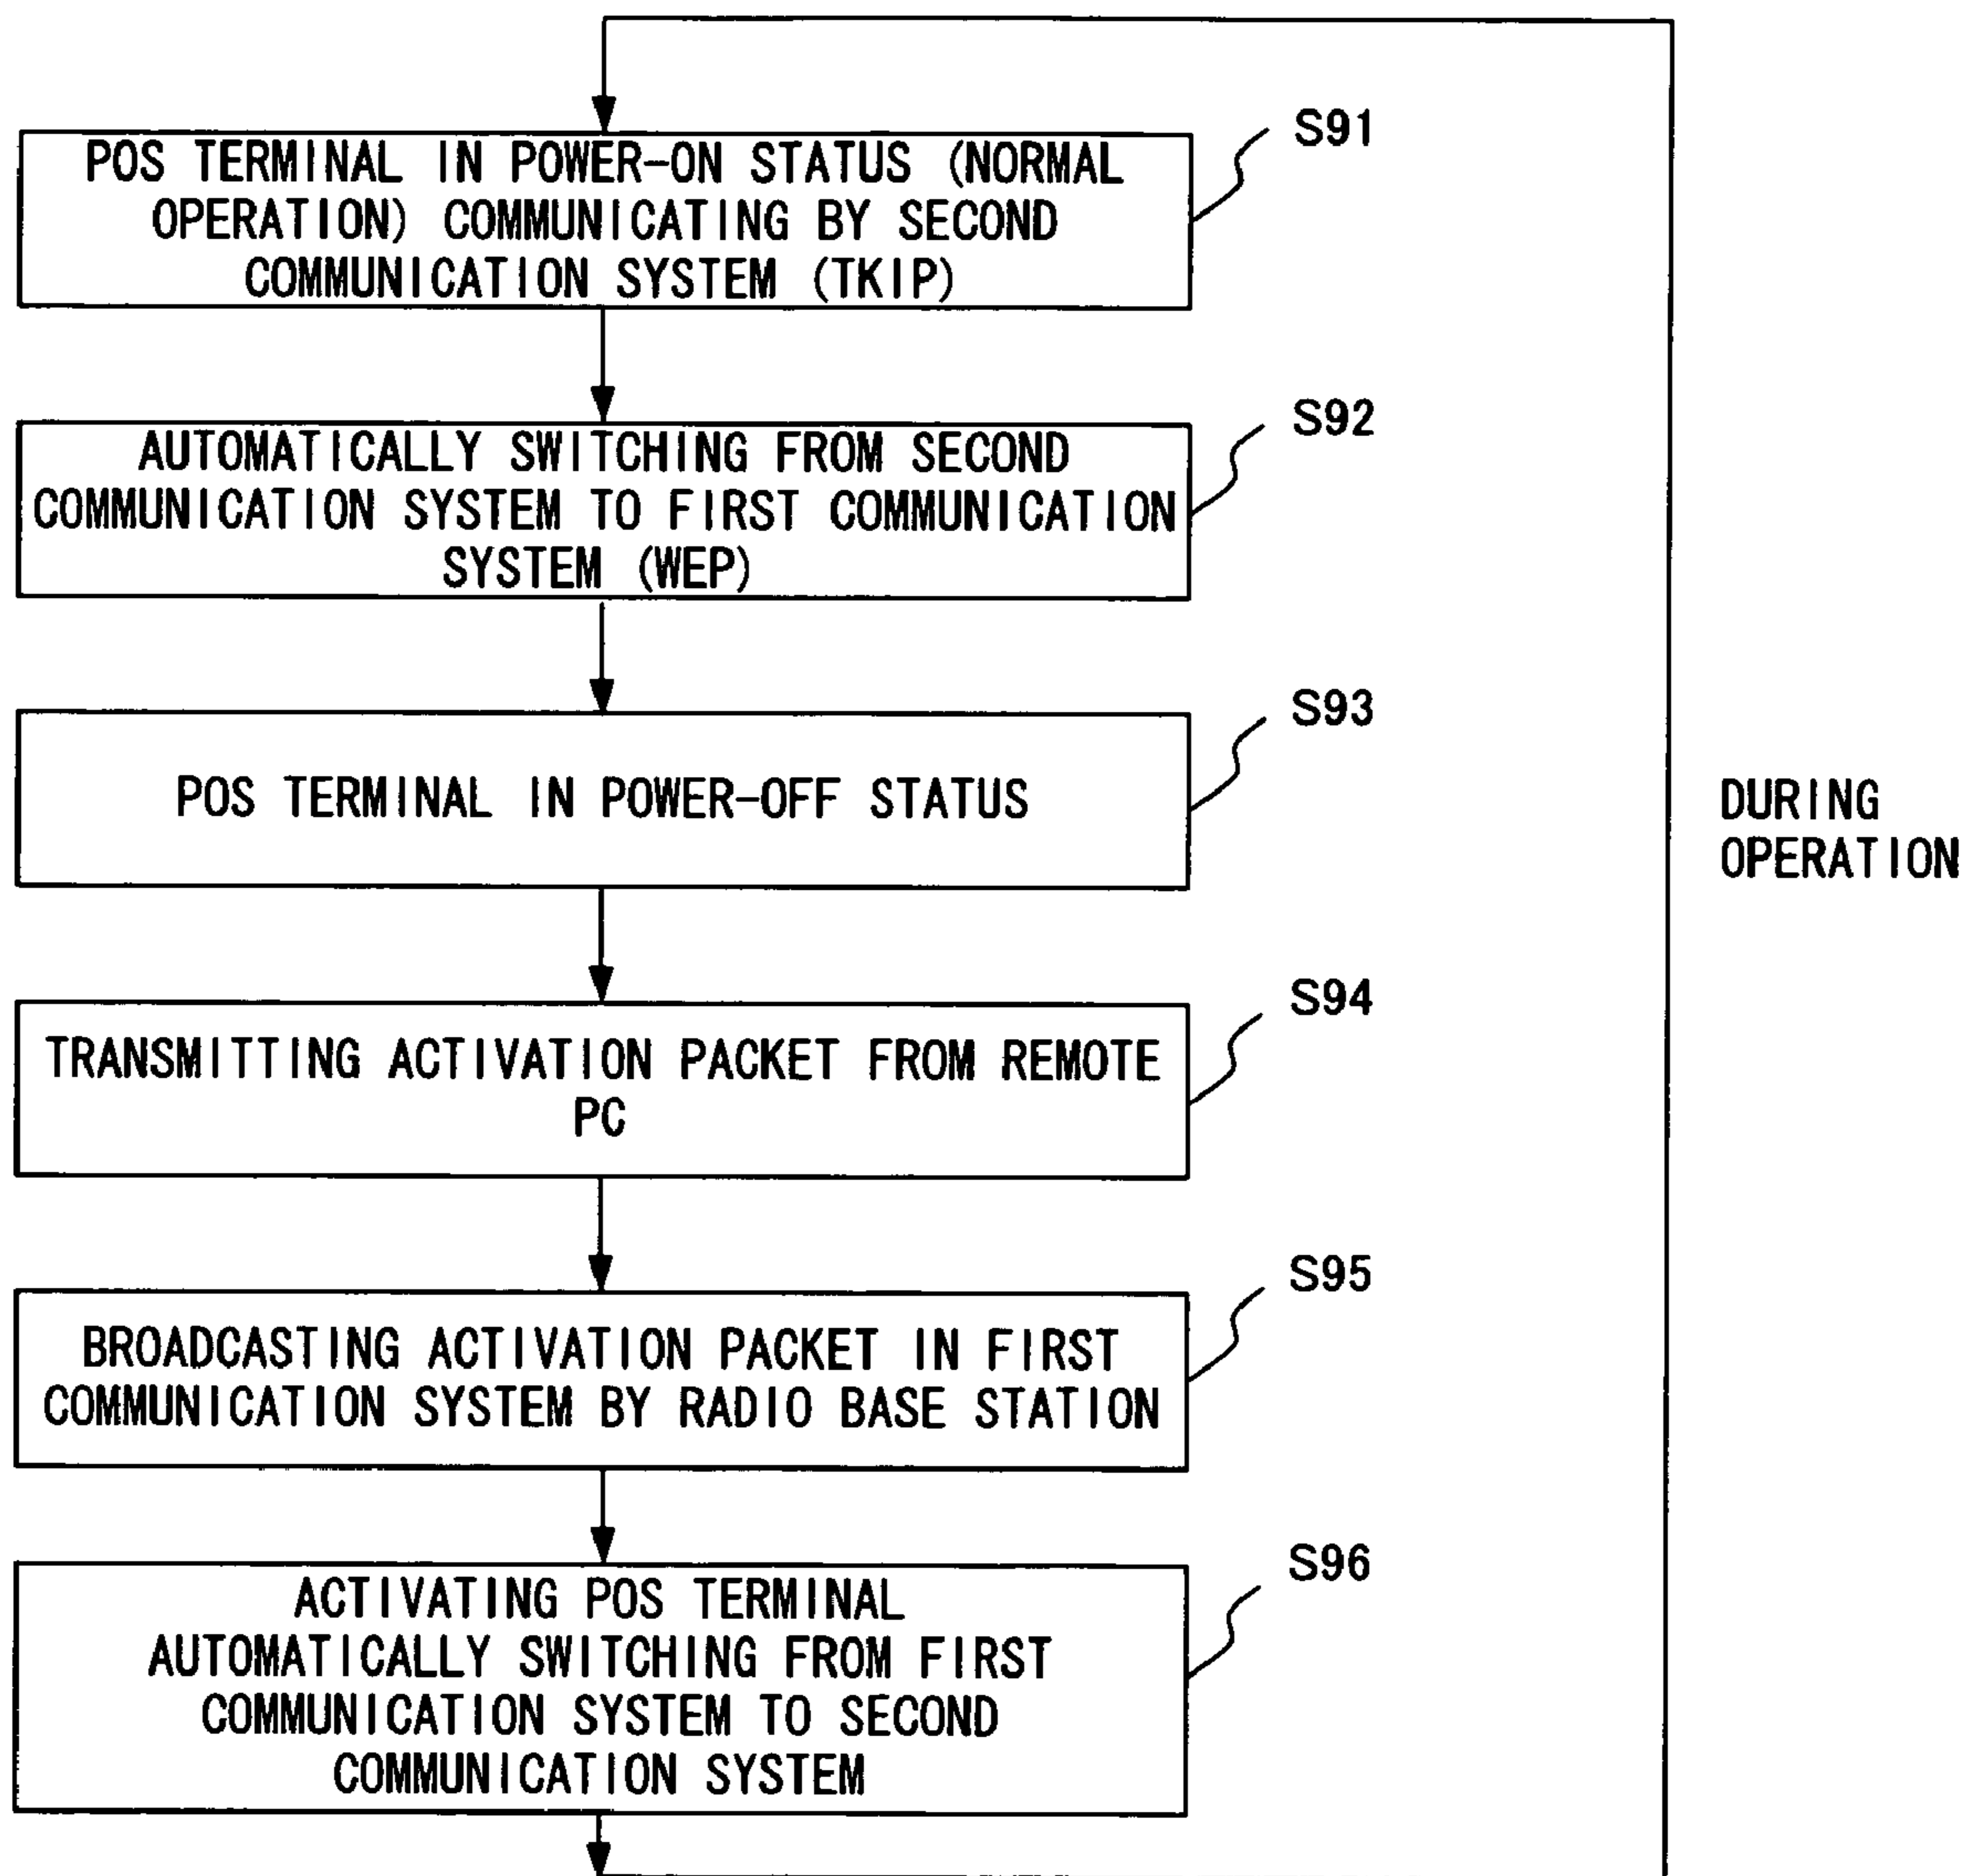 POS TERMINAL IN POWER-ON STATUS (NORMAL
OPERATION) COMMUNICATING BY SECOND
COMMUNICATION SYSTEM (TKIP)
S91
AUTOMATICALLY SWITCHING FROM SECOND
COMMUNICATION SYSTEM TO FIRST COMMUNICATION
SYSTEM (WEP)
S92
POS TERMINAL IN POWER-OFF STATUS
S93
DURING
OPERATION
TRANSMITTING ACTIVATION PACKET FROM REMOTE
PC
S94
BROADCASTING ACTIVATION PACKET IN FIRST
COMMUNICATION SYSTEM BY RADIO BASE STATION
S95
ACTIVATING POS TERMINAL
AUTOMATICALLY SWITCHING FROM FIRST
COMMUNICATION SYSTEM TO SECOND
COMMUNICATION SYSTEM
S96